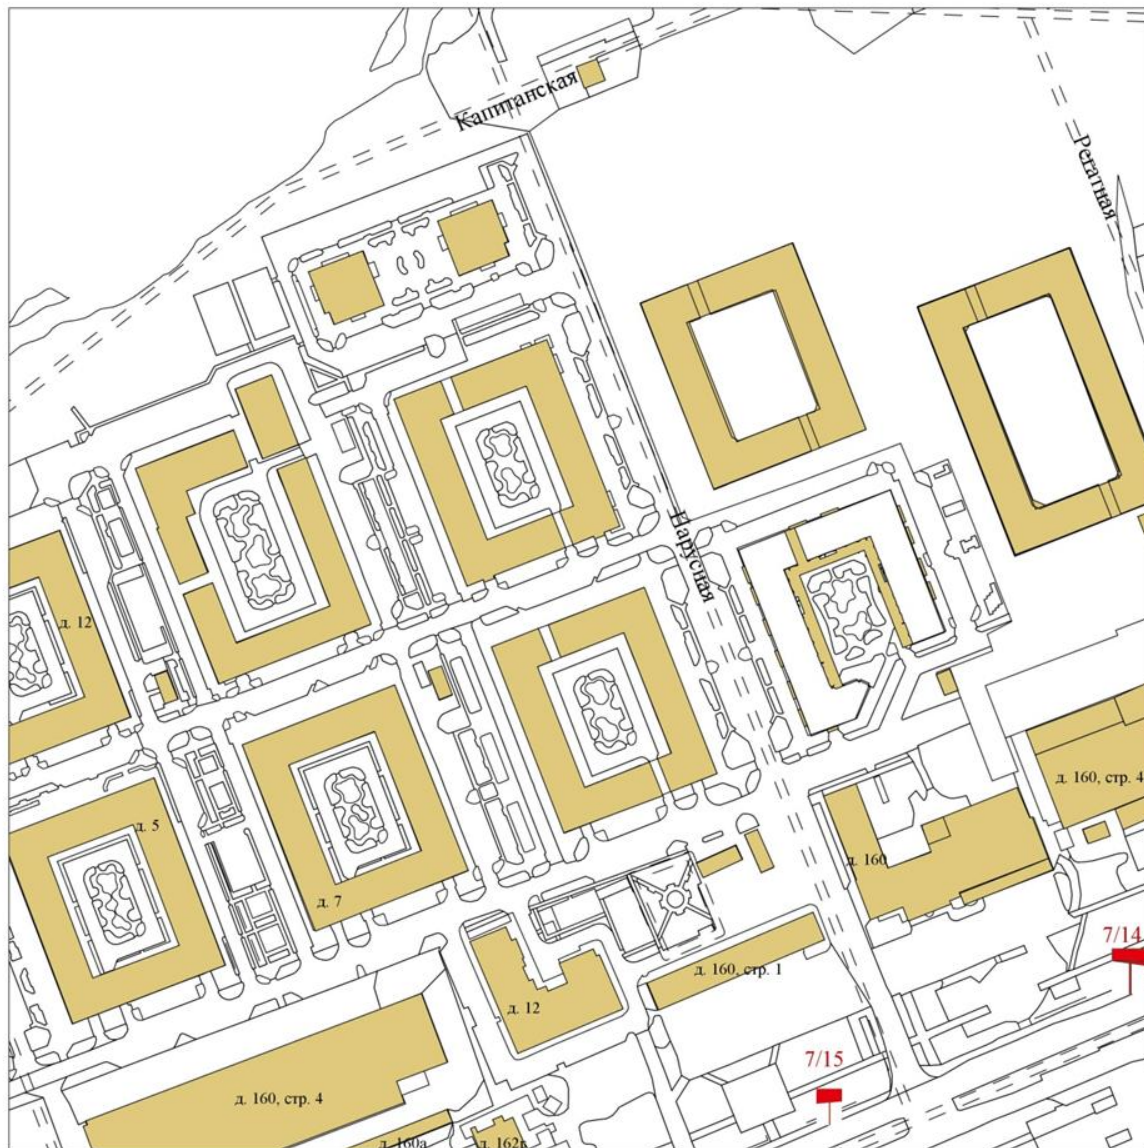 Капитанская
Регатная
Парусная
д. 12
д. 160, стр. 4
д. 5
д. 160
д. 7
7/14
д. 160, стр. 1
д. 12
7/15
д. 160, стр. 4
д. 160а